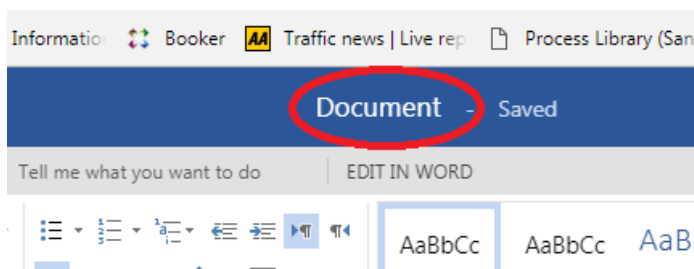 Informatio Booker AA Traffic news | Live rep Process Library (San
Document - Saved
Tell me what you want to do EDIT IN WORD
AaBbCc AaBbCc AaB